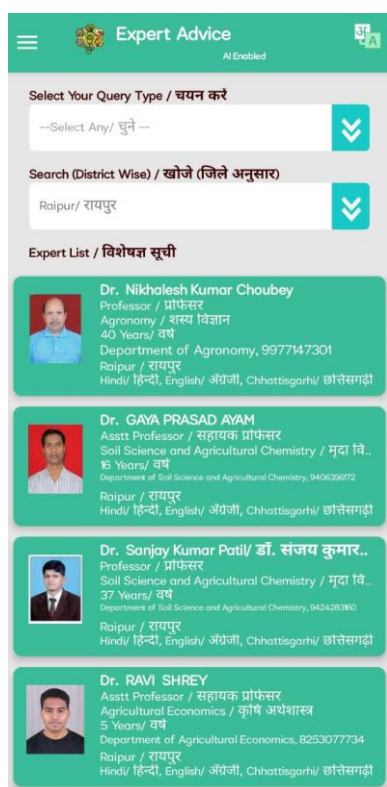 Expert Advice
AI Enabled
अ
A
Select Your Query Type / चयन करें
--Select Any/ चुने --
Search (District Wise) / खोजे (जिले अनुसार)
Raipur/ रायपुर
Expert List / विशेषज्ञ सूची
Dr. Nikhalesh Kumar Choubey
Professor / प्रोफेसर
Agronomy / शस्य विज्ञान
40 Years/ वर्ष
Department of Agronomy, 9977147301
Raipur / रायपुर
Hindi/ हिन्दी, English/ अँग्रेजी, Chhattisgarhi/ छत्तिसगढ़ी
Dr. GAYA PRASAD AYAM
Asstt Professor / सहायक प्रोफेसर
Soil Science and Agricultural Chemistry / मृदा वि..
16 Years/ वर्ष
Department of Soil Science and Agricultural Chemistry, 9406356172
Raipur / रायपुर
Hindi/ हिन्दी, English/ अँग्रेजी, Chhattisgarhi/ छत्तिसगढ़ी
Dr. Sanjay Kumar Patil/ डॉ. संजय कुमार..
Professor / प्रोफेसर
Soil Science and Agricultural Chemistry / मृदा वि..
37 Years/ वर्ष
Department of Soil Science and Agricultural Chemistry, 9424283160
Raipur / रायपुर
Hindi/ हिन्दी, English/ अँग्रेजी, Chhattisgarhi/ छत्तिसगढ़ी
Dr. RAVI SHREY
Asstt Professor / सहायक प्रोफेसर
Agricultural Economics / कृषि अर्थशास्त्र
5 Years/ वर्ष
Department of Agricultural Economics, 8253077734
Raipur / रायपुर
Hindi/ हिन्दी, English/ अँग्रेजी, Chhattisgarhi/ छत्तिसगढ़ी